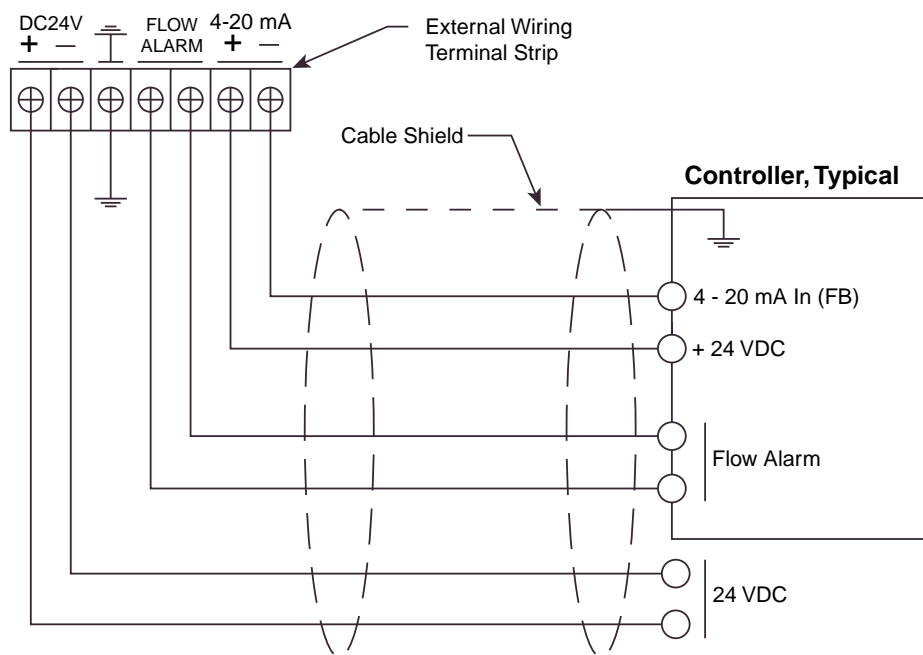 DC24V
FLOW
ALARM
4-20 mA
+ — + —
External Wiring
Terminal Strip
Cable Shield
Controller, Typical
4 - 20 mA In (FB)
+ 24 VDC
Flow Alarm
24 VDC